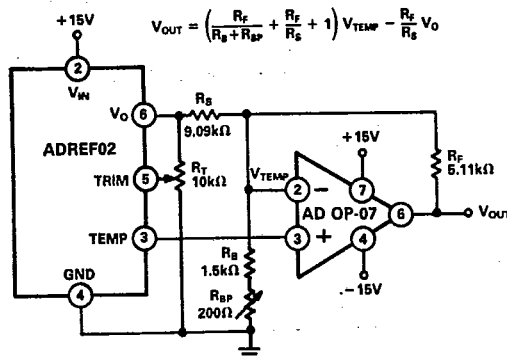 V_OUT = (R_F / (R_B + R_BP) + R_F / R_S + 1) V_TEMP − R_F / R_S V_O
+15V
2
V_IN
V_O
6
R_S
9.09kΩ
ADREF02
R_T
10kΩ
TRIM
5
TEMP
3
GND
4
V_TEMP
+15V
R_F
5.11kΩ
2
−
7
AD OP-07
6
V_OUT
3
+
4
R_B
1.5kΩ
R_BP
200Ω
−15V